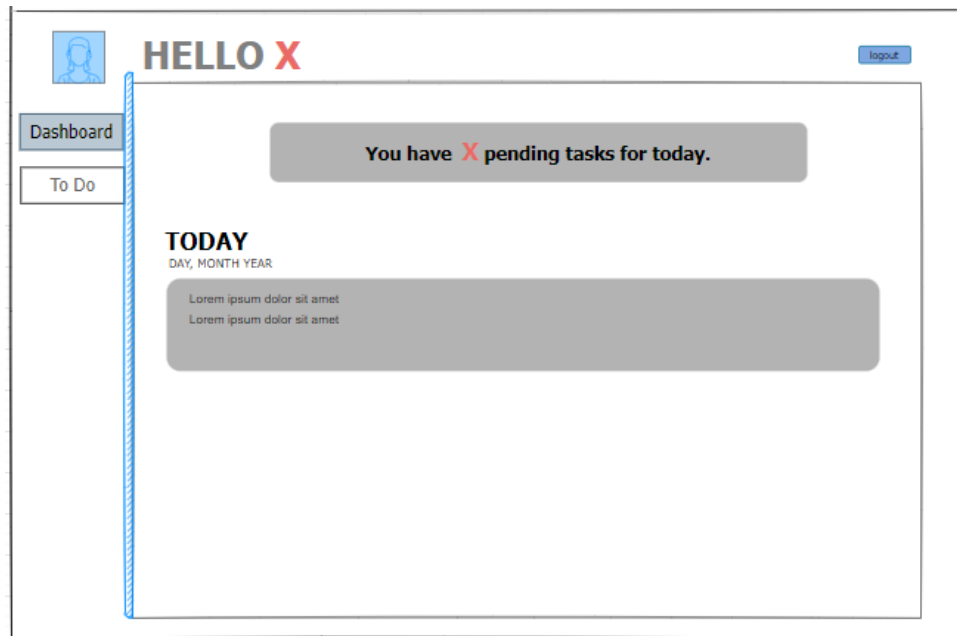 HELLO X
logout
Dashboard
To Do
You have X pending tasks for today.
TODAY
DAY, MONTH YEAR
Lorem ipsum dolor sit amet
Lorem ipsum dolor sit amet